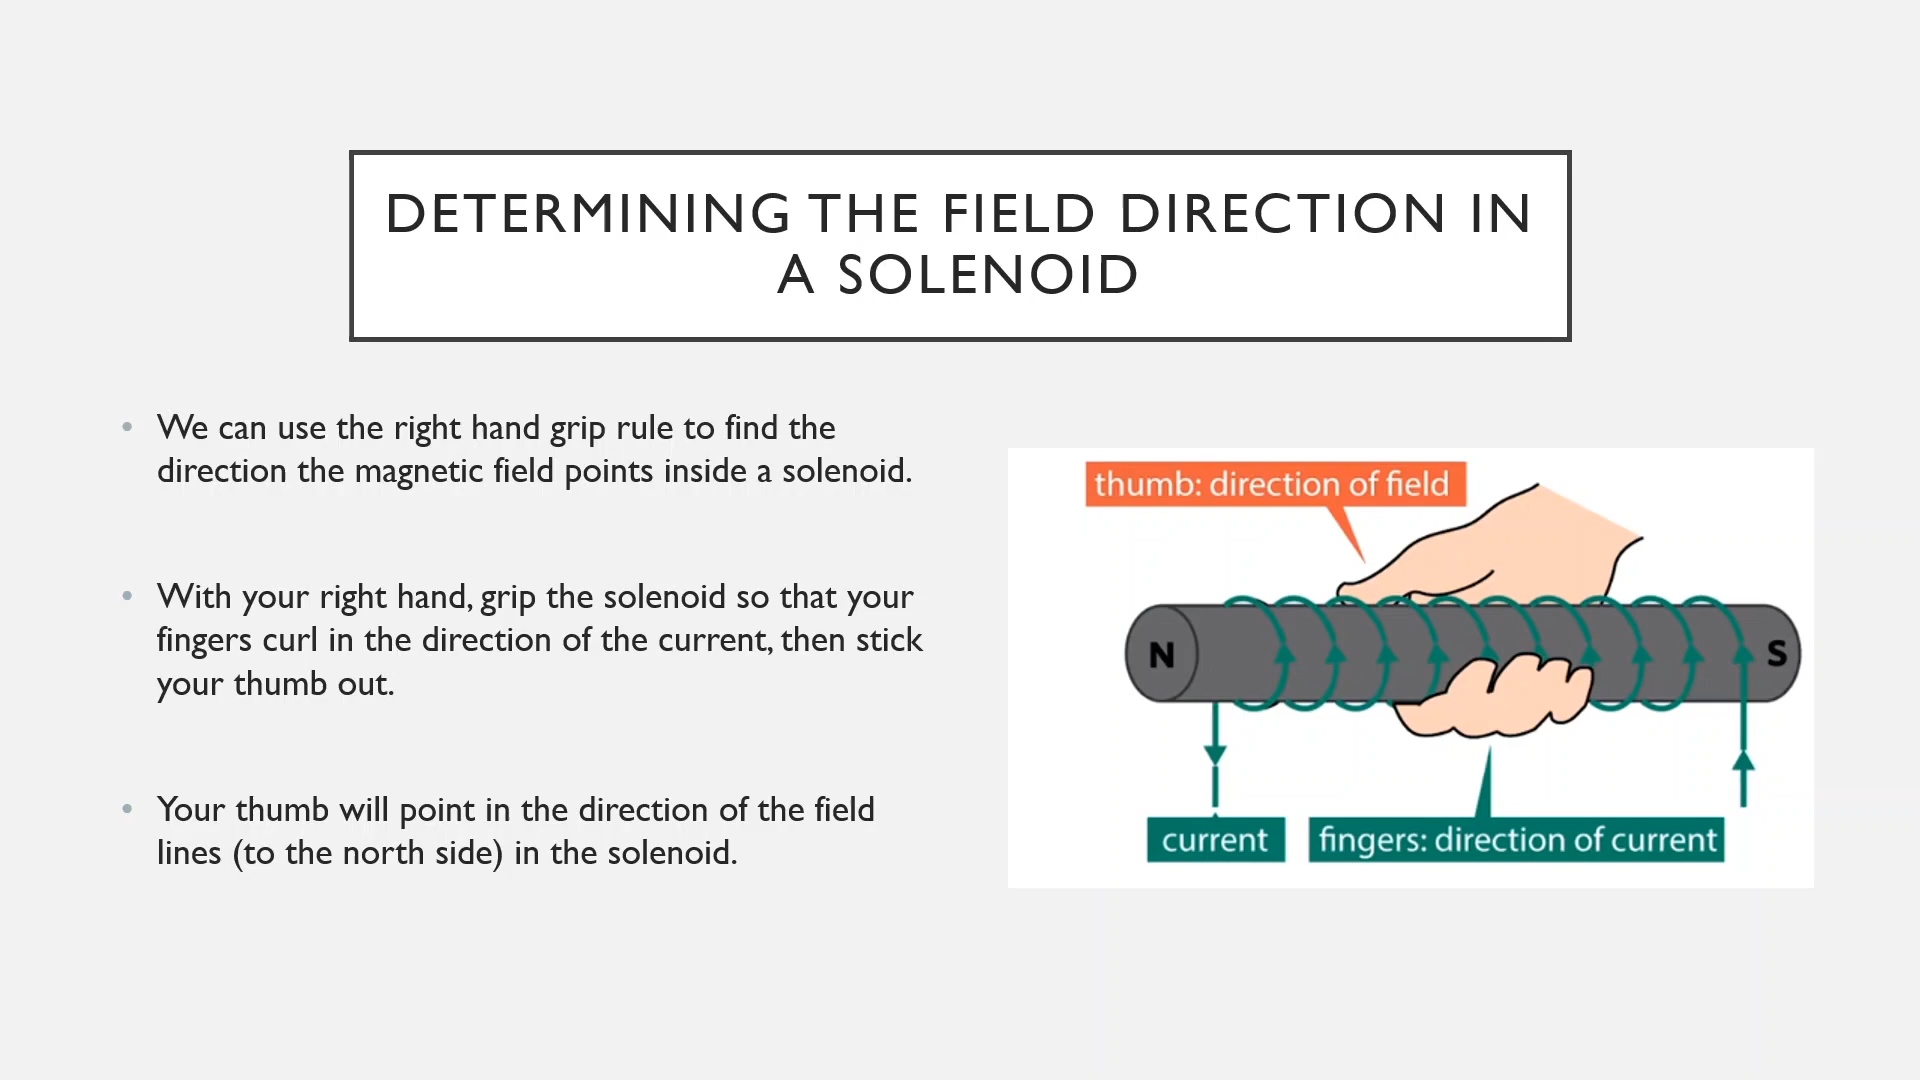 DETERMINING THE FIELD DIRECTION IN
A SOLENOID
• We can use the right hand grip rule to find the
direction the magnetic field points inside a solenoid.
• With your right hand, grip the solenoid so that your
fingers curl in the direction of the current, then stick
your thumb out.
• Your thumb will point in the direction of the field
lines (to the north side) in the solenoid.
thumb: direction of field
N
S
current
fingers: direction of current